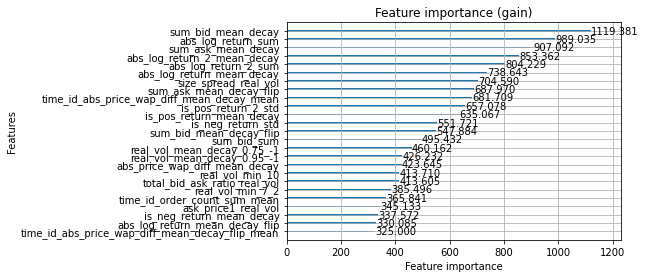 Feature importance (gain)
sum_bid_mean_decay 1119.381
abs_log_return_sum 989.035
sum_ask_mean_decay 907.092
abs_log_return_2_mean_decay 853.362
abs_log_return_2_sum 804.229
abs_log_return_mean_decay 738.643
size_spread_real_vol 704.590
sum_ask_mean_decay_flip 687.970
time_id_abs_price_wap_diff_mean_decay_mean 681.709
is_pos_return_2_std 657.078
is_pos_return_mean_decay 635.067
is_neg_return_std 551.721
sum_bid_mean_decay_flip 547.884
sum_bid_sum 495.432
real_vol_mean_decay_0.75_-1 460.162
real_vol_mean_decay_0.95_-1 426.232
abs_price_wap_diff_mean_decay 423.645
real_vol_min_10 413.710
total_bid_ask_ratio_real_vol 413.605
real_vol_min_7_2 385.496
time_id_order_count_sum_mean 365.841
ask_price1_real_vol 345.133
is_neg_return_mean_decay 337.572
abs_log_return_mean_decay_flip 330.085
time_id_abs_price_wap_diff_mean_decay_flip_mean 325.000
0 200 400 600 800 1000 1200
Feature importance
Features